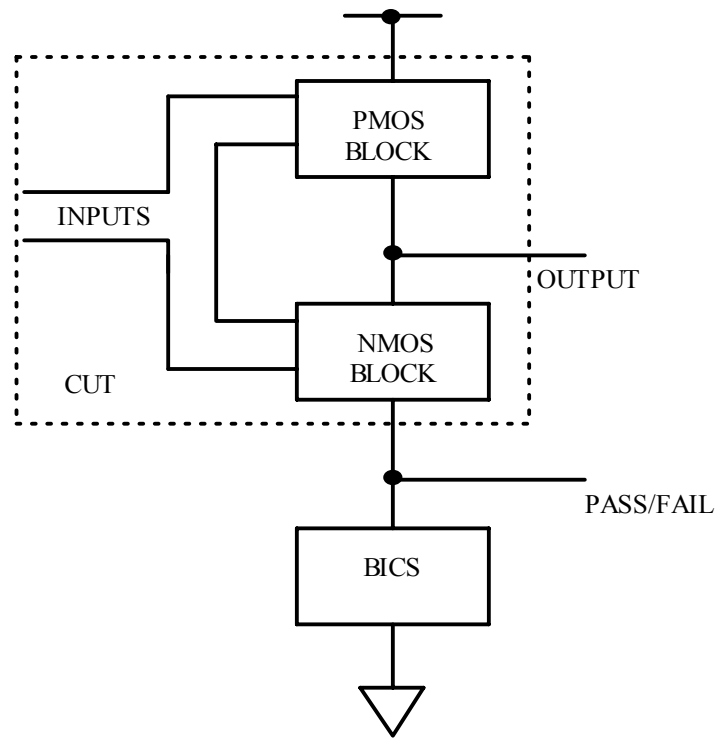 PMOS
BLOCK
INPUTS
OUTPUT
NMOS
BLOCK
CUT
PASS/FAIL
BICS